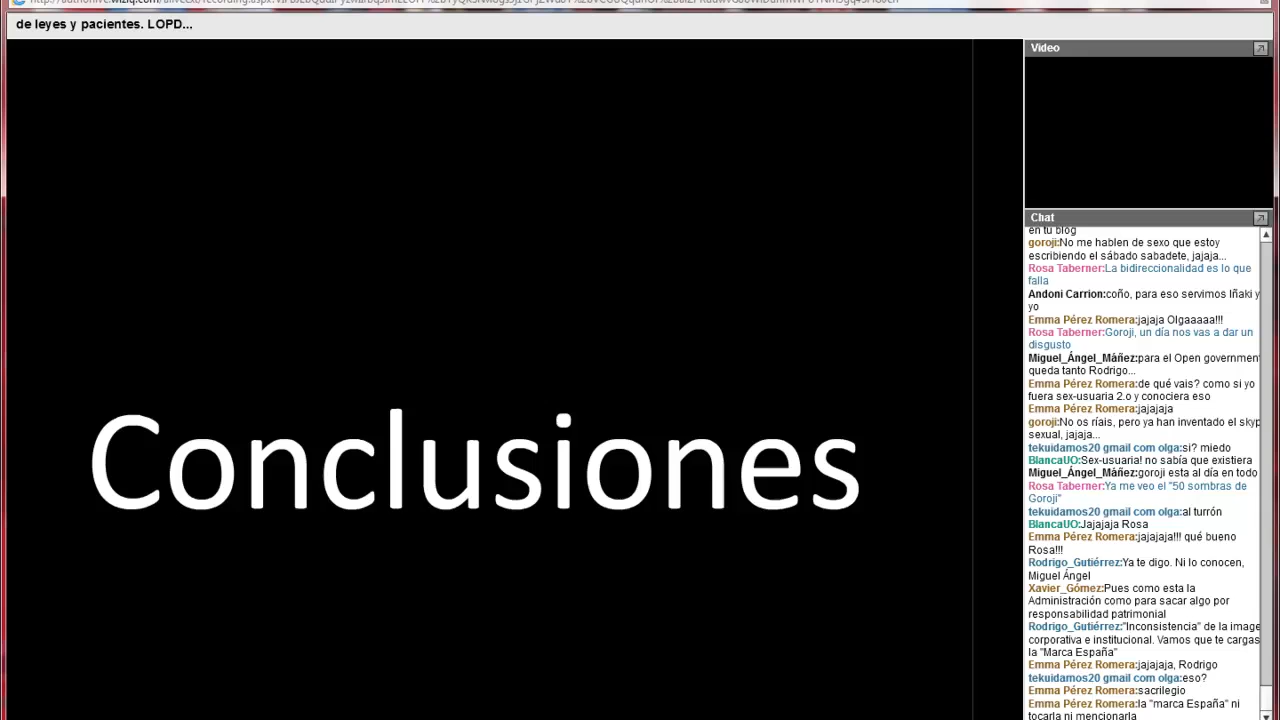 de leyes y pacientes. LOPD...
Conclusiones
Video
Chat
en tu blog
goroji:No me hablen de sexo que estoy
escribiendo el sábado sabadete, jajaja...
Rosa Taberner:La bidireccionalidad es lo que
falla
Andoni Carrion:coño, para eso servimos Iñaki y
yo
Emma Pérez Romera:jajaja Olgaaaaa!!!
Rosa Taberner:Goroji, un día nos vas a dar un
disgusto
Miguel_Ángel_Máñez:para el Open governmen
queda tanto Rodrigo...
Emma Pérez Romera:de qué vais? como si yo
fuera sex-usuaria 2.o y conociera eso
Emma Pérez Romera:jajajaja
goroji:No os ríais, pero ya han inventado el skyp
sexual, jajaja...
tekuidamos20 gmail com olga:si? miedo
BlancaUO:Sex-usuaria! no sabía que existiera
Miguel_Ángel_Máñez:goroji esta al día en todo
Rosa Taberner:Ya me veo el "50 sombras de
Goroji"
tekuidamos20 gmail com olga:al turrón
BlancaUO:Jajajaja Rosa
Emma Pérez Romera:jajajaja!!! qué bueno
Rosa!!!
Rodrigo_Gutiérrez:Ya te digo. Ni lo conocen,
Miguel Ángel
Xavier_Gómez:Pues como esta la
Administración como para sacar algo por
responsabilidad patrimonial
Rodrigo_Gutiérrez:"Inconsistencia" de la image
corporativa e institucional. Vamos que te cargas
la "Marca España"
Emma Pérez Romera:jajajaja, Rodrigo
tekuidamos20 gmail com olga:eso?
Emma Pérez Romera:sacrilegio
Emma Pérez Romera:la "marca España" ni
tocarla ni mencionarla